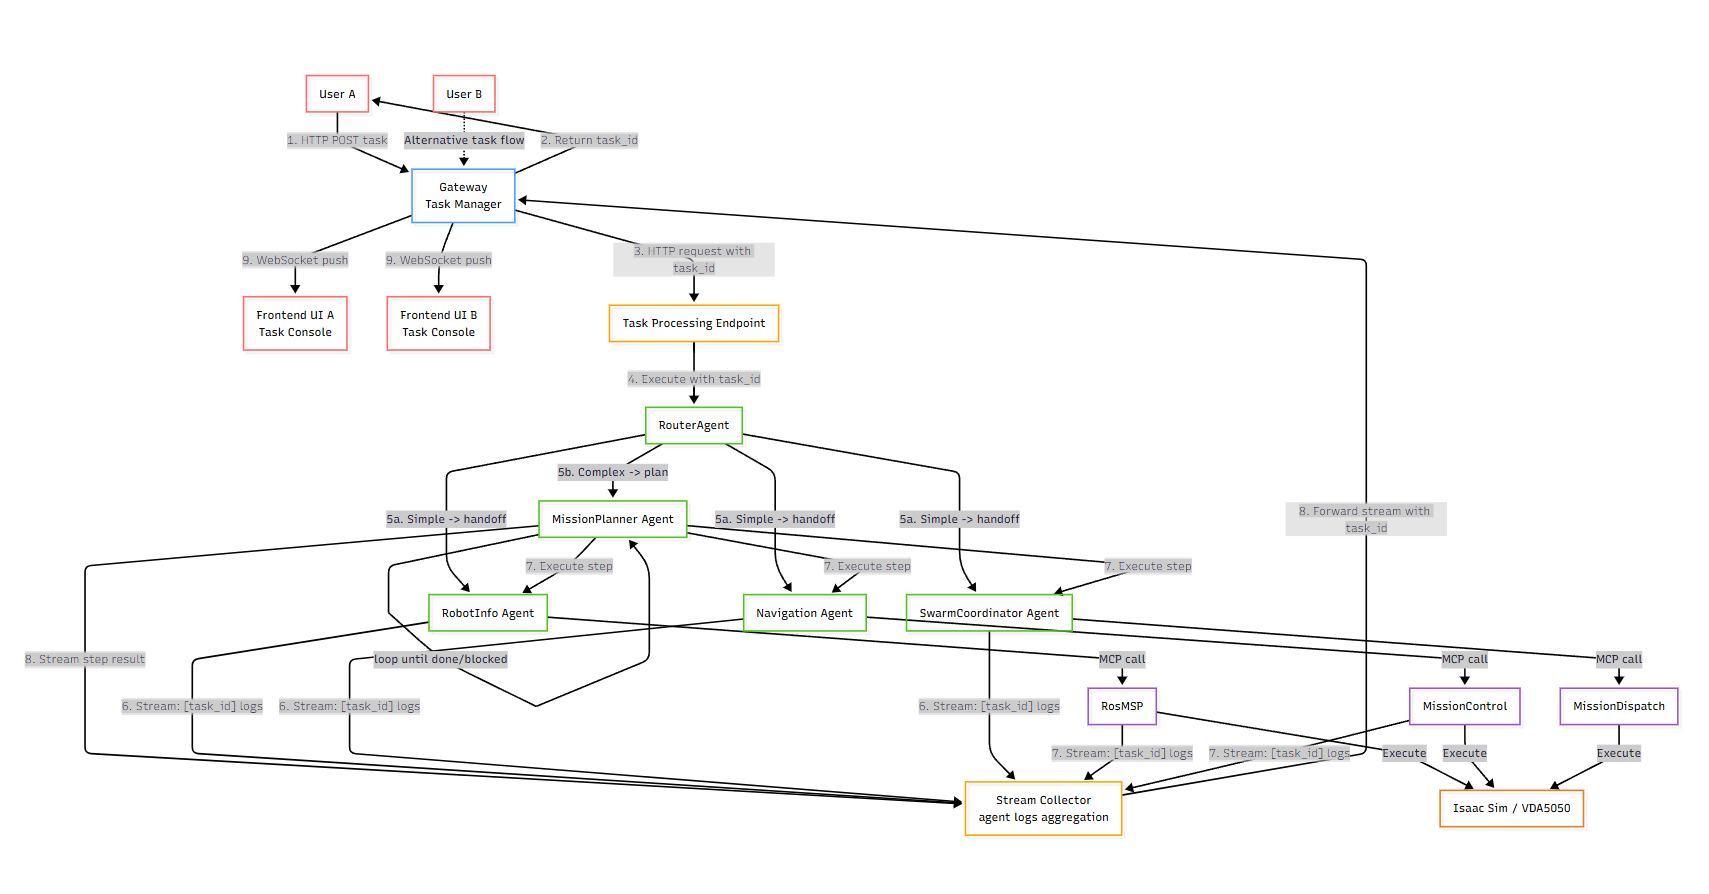 User A
User B
1. HTTP POST task
Alternative task flow
2. Return task_id
Gateway
Task Manager
9. WebSocket push
9. WebSocket push
3. HTTP request with
task_id
Frontend UI A
Task Console
Frontend UI B
Task Console
Task Processing Endpoint
4. Execute with task_id
RouterAgent
5b. Complex -> plan
5a. Simple -> handoff
MissionPlanner Agent
5a. Simple -> handoff
5a. Simple -> handoff
8. Forward stream with
task_id
7. Execute step
7. Execute step
7. Execute step
RobotInfo Agent
Navigation Agent
SwarmCoordinator Agent
8. Stream step result
loop until done/blocked
MCP call
MCP call
MCP call
6. Stream: [task_id] logs
6. Stream: [task_id] logs
6. Stream: [task_id] logs
RosMSP
MissionControl
MissionDispatch
7. Stream: [task_id] logs
7. Stream: [task_id] logs
Execute
Execute
Execute
Stream Collector
agent logs aggregation
Isaac Sim / VDA5050